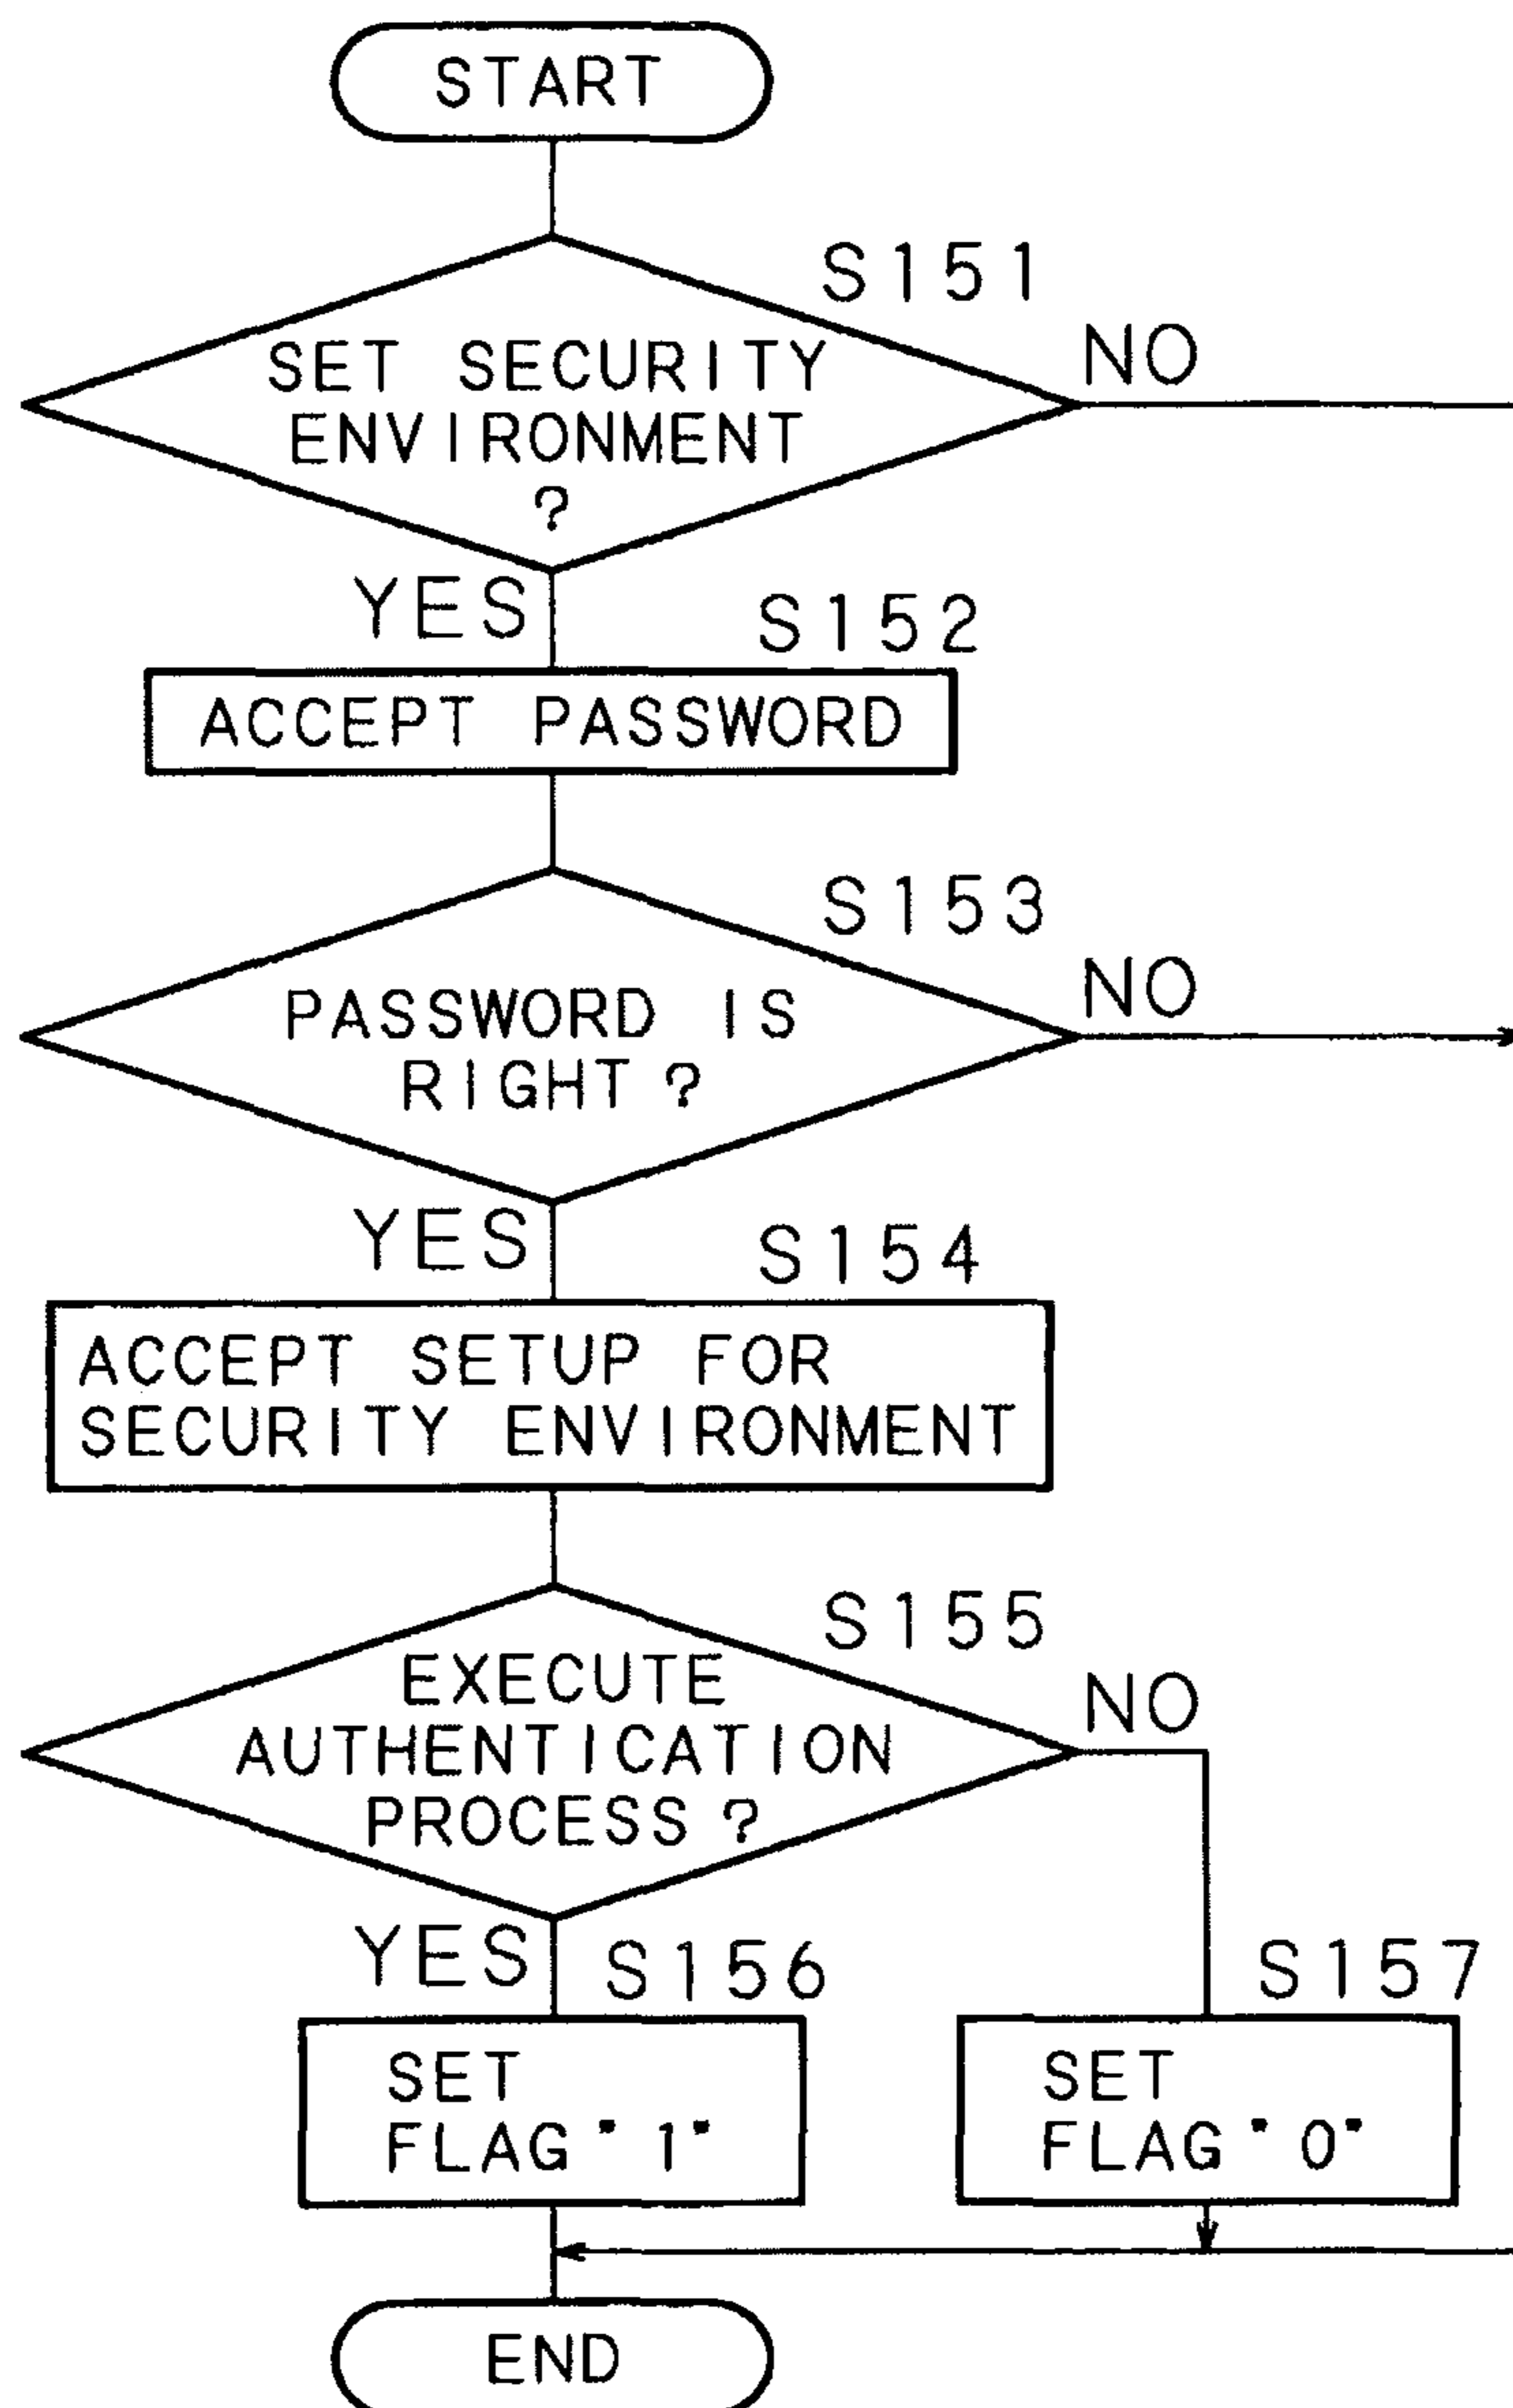 START
S151
SET SECURITY
ENVIRONMENT
?
NO
YES
S152
ACCEPT PASSWORD
S153
PASSWORD IS
RIGHT ?
NO
YES
S154
ACCEPT SETUP FOR
SECURITY ENVIRONMENT
S155
EXECUTE
AUTHENTICATION
PROCESS ?
NO
YES
S156
SET
FLAG "1"
S157
SET
FLAG "0"
END